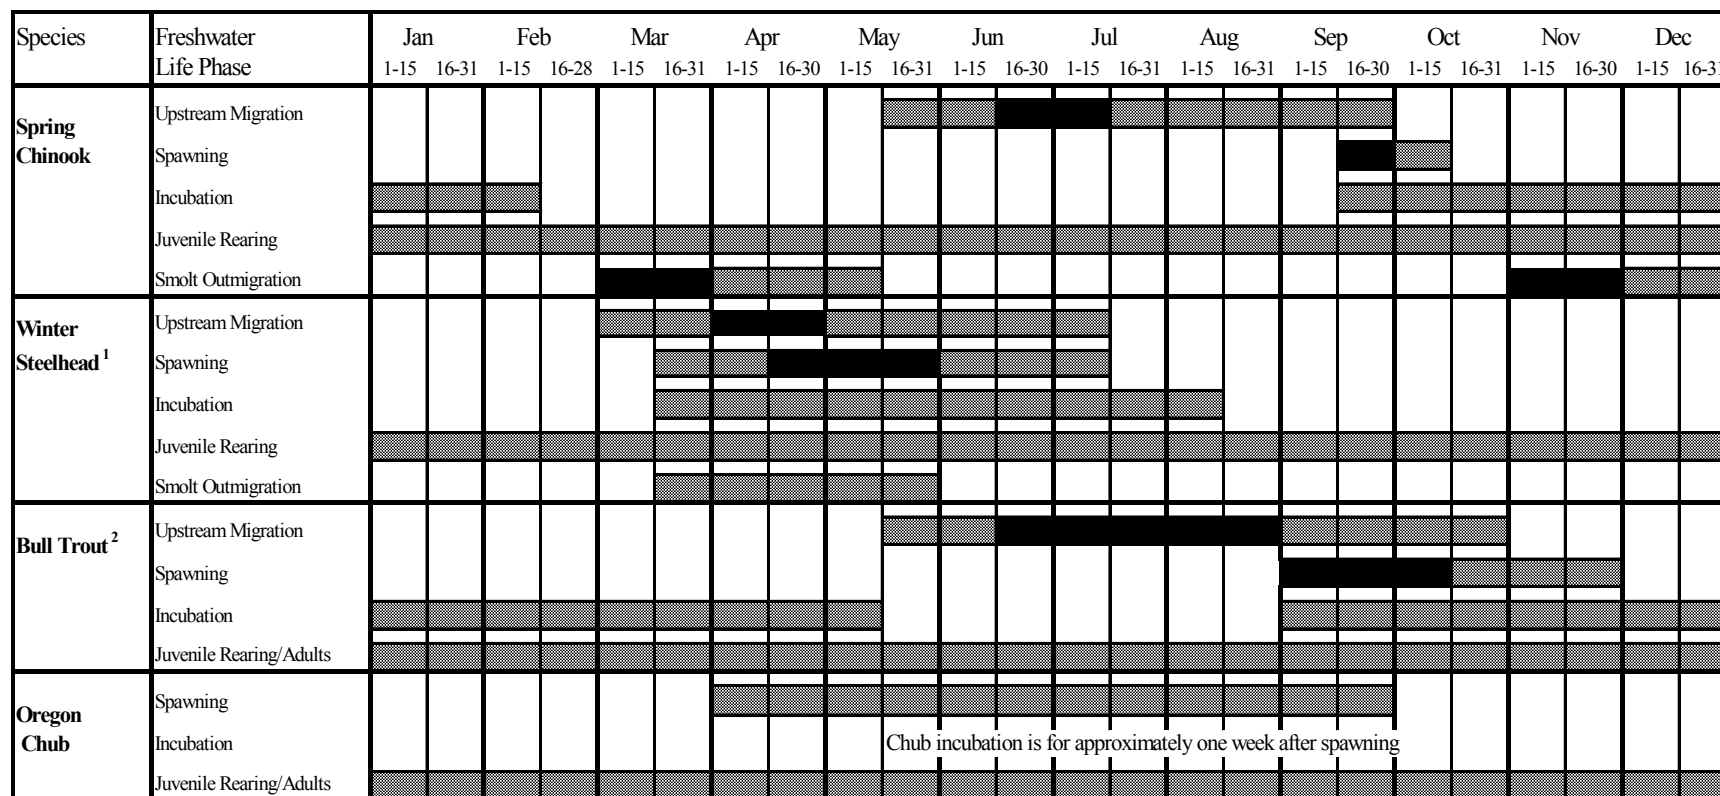 Species Freshwater Jan Feb Mar Apr May Jun Jul Aug Sep Oct Nov Dec
Life Phase 1-15 16-31 1-15 16-28 1-15 16-31 1-15 16-30 1-15 16-31 1-15 16-30 1-15 16-31 1-15 16-31 1-15 16-30 1-15 16-31 1-15 16-30 1-15 16-31
Upstream Migration
Spring
Chinook Spawning
Incubation
Juvenile Rearing
Smolt Outmigration
Winter Upstream Migration
Steelhead 1 Spawning
Incubation
Juvenile Rearing
Smolt Outmigration
Bull Trout 2 Upstream Migration
Spawning
Incubation
Juvenile Rearing/Adults
Spawning
Oregon
Chub Incubation Chub incubation is for approximately one week after spawning
Juvenile Rearing/Adults